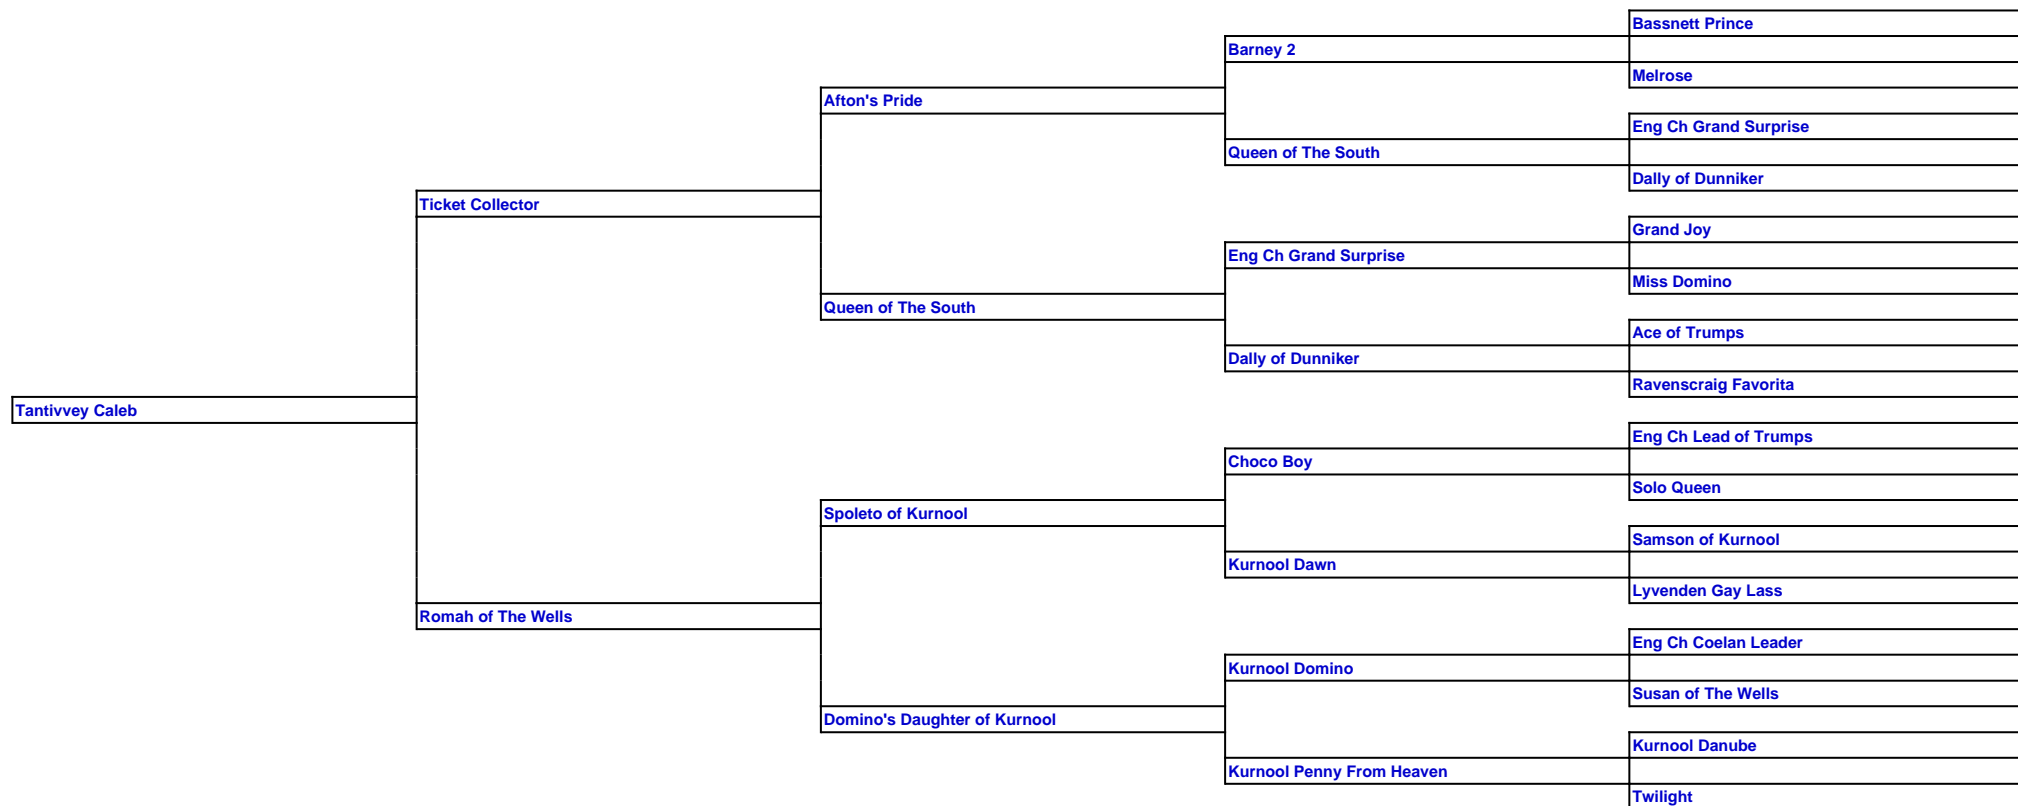 Bassnett Prince
Barney 2
Melrose
Afton's Pride
Eng Ch Grand Surprise
Queen of The South
Dally of Dunniker
Ticket Collector
Grand Joy
Eng Ch Grand Surprise
Miss Domino
Queen of The South
Ace of Trumps
Dally of Dunniker
Ravenscraig Favorita
Tantivvey Caleb
Eng Ch Lead of Trumps
Choco Boy
Solo Queen
Spoleto of Kurnool
Samson of Kurnool
Kurnool Dawn
Lyvenden Gay Lass
Romah of The Wells
Eng Ch Coelan Leader
Kurnool Domino
Susan of The Wells
Domino's Daughter of Kurnool
Kurnool Danube
Kurnool Penny From Heaven
Twilight